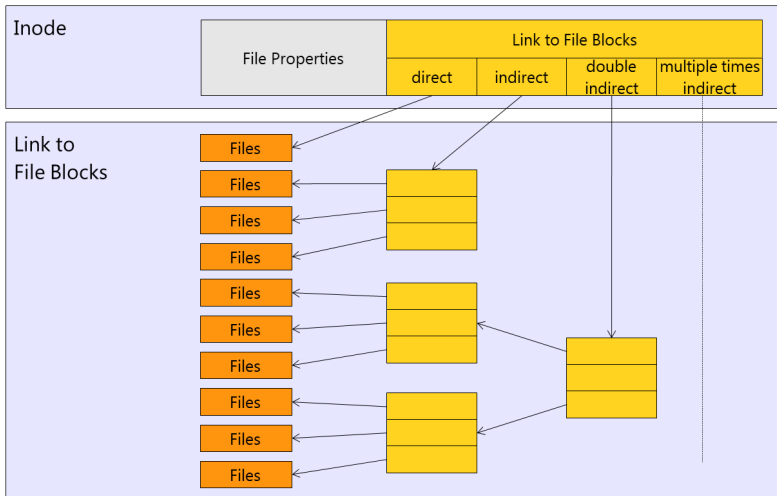 Inode
File Properties
Link to File Blocks
direct
indirect
double
indirect
multiple times
indirect
Link to
File Blocks
Files
Files
Files
Files
Files
Files
Files
Files
Files
Files